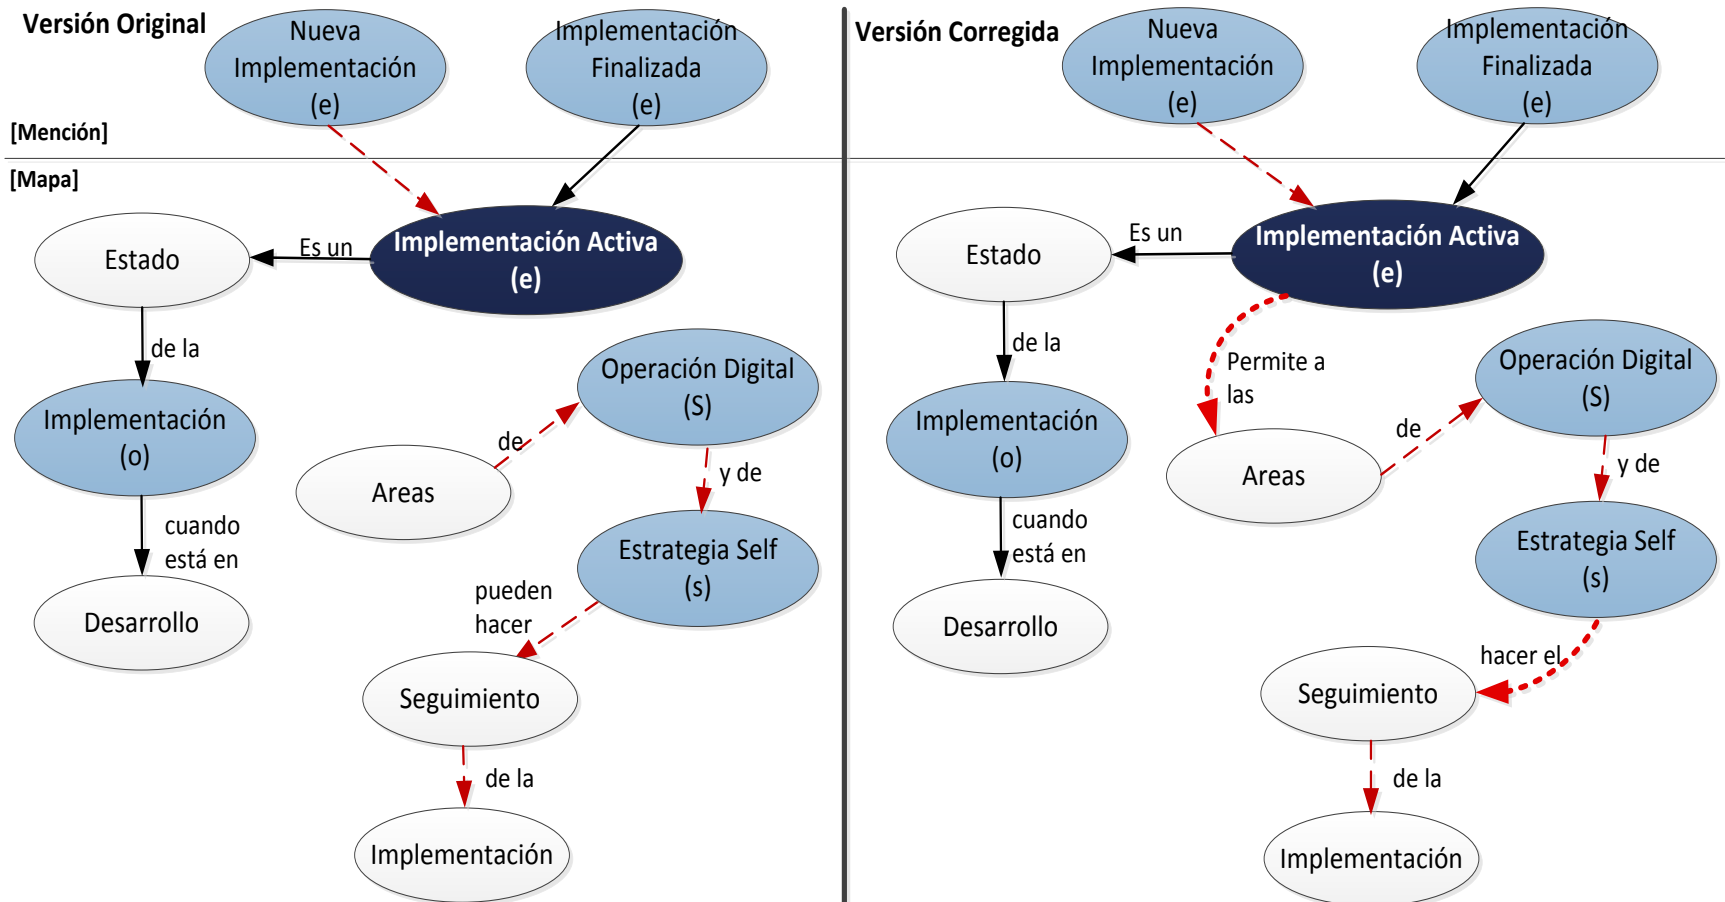 Versión Original
Nueva
Implementación
(e)
Implementación
Finalizada
(e)
[Mención]
[Mapa]
Implementación Activa
(e)
Es un
Estado
de la
Implementación
(o)
cuando
está en
Desarrollo
Operación Digital
(S)
de
Areas
y de
Estrategia Self
(s)
pueden
hacer
Seguimiento
de la
Implementación
Versión Corregida
Nueva
Implementación
(e)
Implementación
Finalizada
(e)
Implementación Activa
(e)
Es un
Estado
de la
Implementación
(o)
cuando
está en
Desarrollo
Permite a
las
Operación Digital
(S)
de
Areas
y de
Estrategia Self
(s)
hacer el
Seguimiento
de la
Implementación